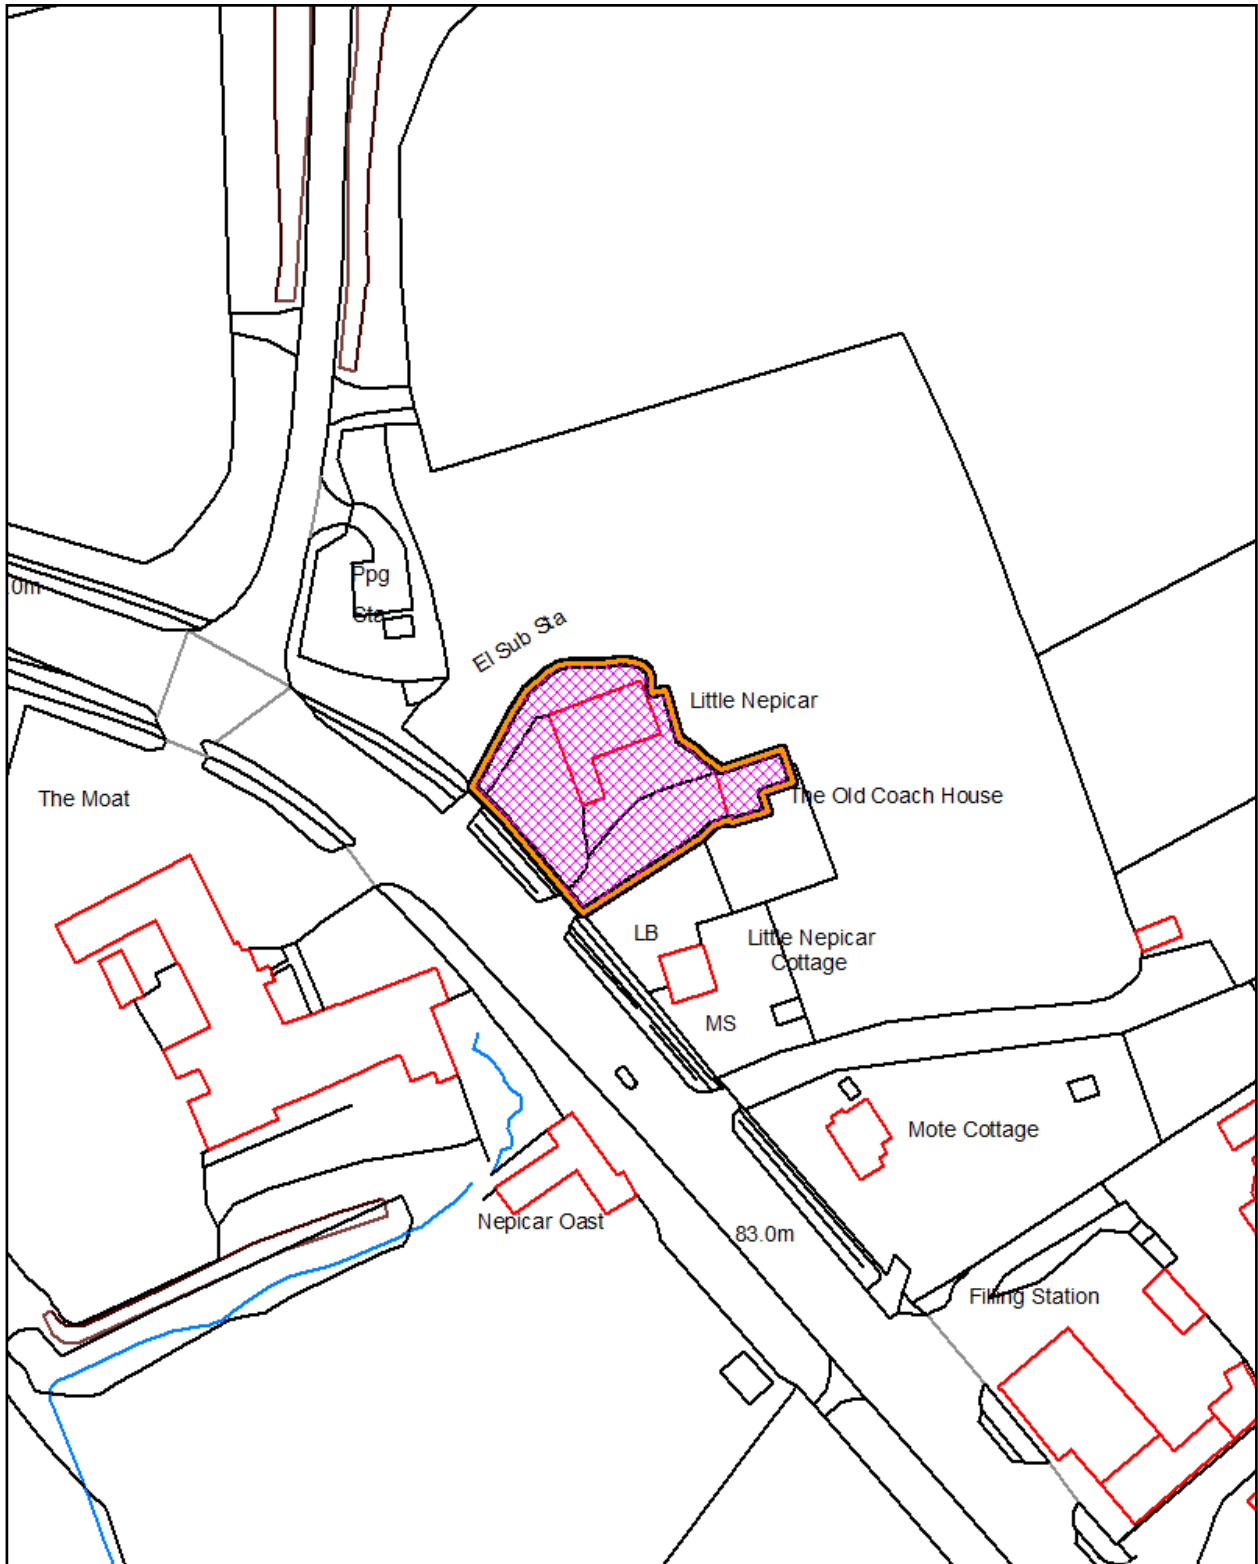 Ppg
Sta
.0m
El Sub Sta
Little Nepicar
The Moat
The Old Coach House
LB
Little Nepicar
Cottage
MS
Mote Cottage
Nepicar Oast
83.0m
Filling Station